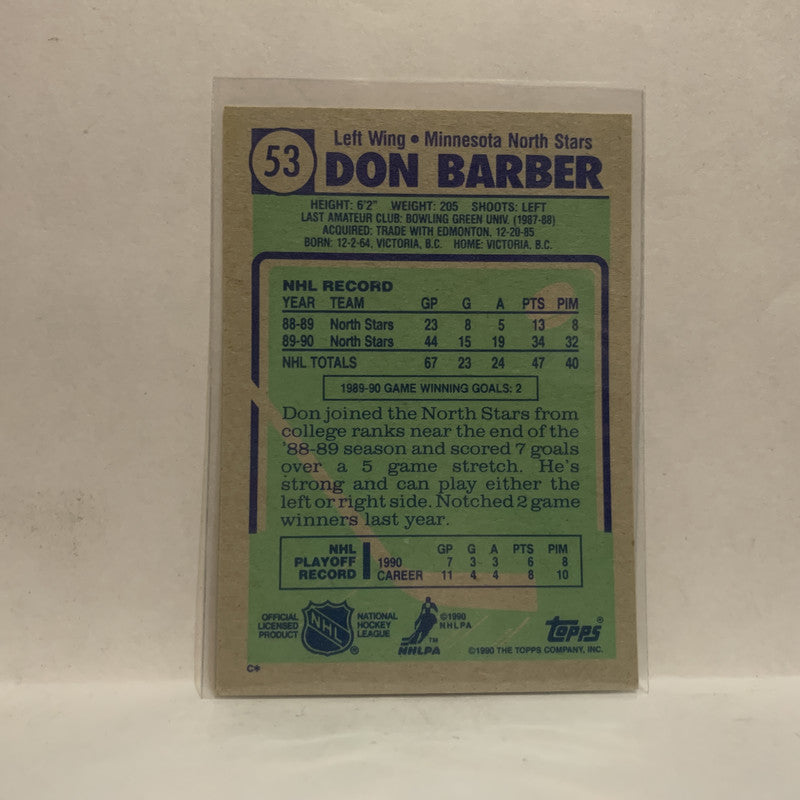 53
Left Wing • Minnesota North Stars
DON BARBER
HEIGHT: 6'2" WEIGHT: 205 SHOOTS: LEFT
LAST AMATEUR CLUB: BOWLING GREEN UNIV. (1987-88)
ACQUIRED: TRADE WITH EDMONTON, 12-20-85
BORN: 12-2-64, VICTORIA, B.C. HOME: VICTORIA, B.C.
NHL RECORD
YEAR TEAM GP G A PTS PIM
88-89 North Stars 23 8 5 13 8
89-90 North Stars 44 15 19 34 32
NHL TOTALS 67 23 24 47 40
1989-90 GAME WINNING GOALS: 2
Don joined the North Stars from
college ranks near the end of the
'88-89 season and scored 7 goals
over a 5 game stretch. He's
strong and can play either the
left or right side. Notched 2 game
winners last year.
NHL PLAYOFF RECORD
GP G A PTS PIM
1990 7 3 3 6 8
CAREER 11 4 4 8 10
OFFICIAL
LICENSED
PRODUCT
NHL
®
NATIONAL
HOCKEY
LEAGUE
©1990
NHLPA
™
NHLPA
TOPPS®
©1990 THE TOPPS COMPANY, INC.
C*